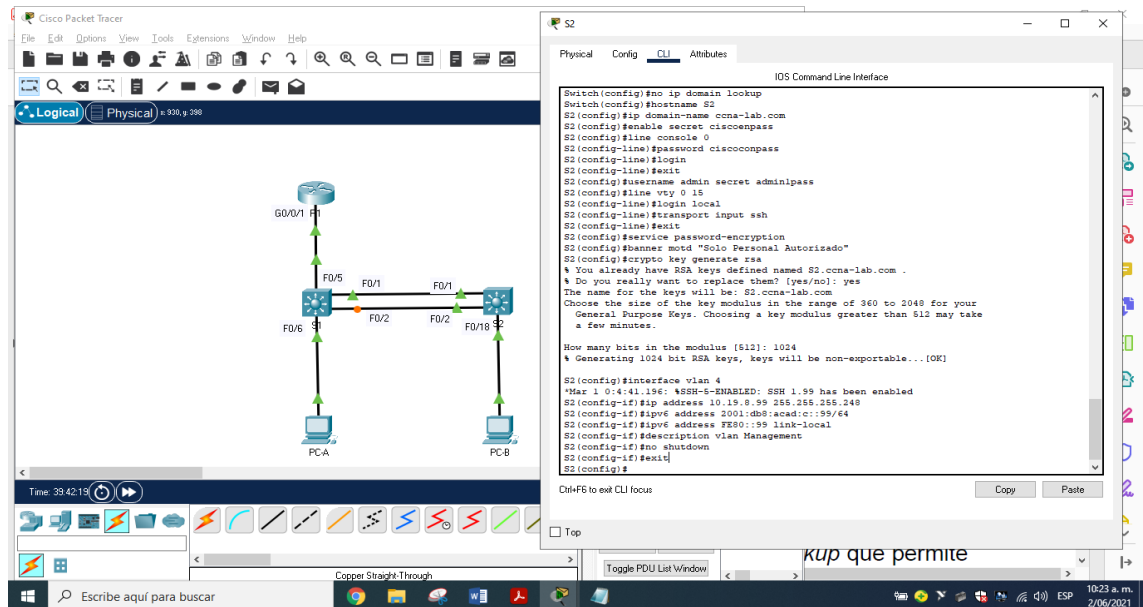 Cisco Packet Tracer
File Edit Options View Tools Extensions Window Help
Logical Physical x: 930, y: 398
G0/0/1 R1
F0/5 F0/1 F0/1
F0/2 F0/2
F0/6 S1 F0/18 S2
PC-A PC-B
Time: 39:42:19
Copper Straight-Through
S2
Physical Config CLI Attributes
IOS Command Line Interface
Switch(config)#no ip domain lookup
Switch(config)#hostname S2
S2(config)#ip domain-name ccna-lab.com
S2(config)#enable secret ciscoenpass
S2(config)#line console 0
S2(config-line)#password ciscoconpass
S2(config-line)#login
S2(config-line)#exit
S2(config)#username admin secret admin1pass
S2(config)#line vty 0 15
S2(config-line)#login local
S2(config-line)#transport input ssh
S2(config-line)#exit
S2(config)#service password-encryption
S2(config)#banner motd "Solo Personal Autorizado"
S2(config)#crypto key generate rsa
% You already have RSA keys defined named S2.ccna-lab.com .
% Do you really want to replace them? [yes/no]: yes
The name for the keys will be: S2.ccna-lab.com
Choose the size of the key modulus in the range of 360 to 2048 for your
General Purpose Keys. Choosing a key modulus greater than 512 may take
a few minutes.
How many bits in the modulus [512]: 1024
% Generating 1024 bit RSA keys, keys will be non-exportable...[OK]
S2(config)#interface vlan 4
*Mar 1 0:4:41.196: %SSH-5-ENABLED: SSH 1.99 has been enabled
S2(config-if)#ip address 10.19.8.99 255.255.255.248
S2(config-if)#ipv6 address 2001:db8:acad:c::99/64
S2(config-if)#ipv6 address FE80::99 link-local
S2(config-if)#description vlan Management
S2(config-if)#no shutdown
S2(config-if)#exit
S2(config)#
Ctrl+F6 to exit CLI focus
Copy Paste
Top
Toggle PDU List Window
kup que permite
Escribe aquí para buscar
ESP
10:23 a. m.
2/06/2021